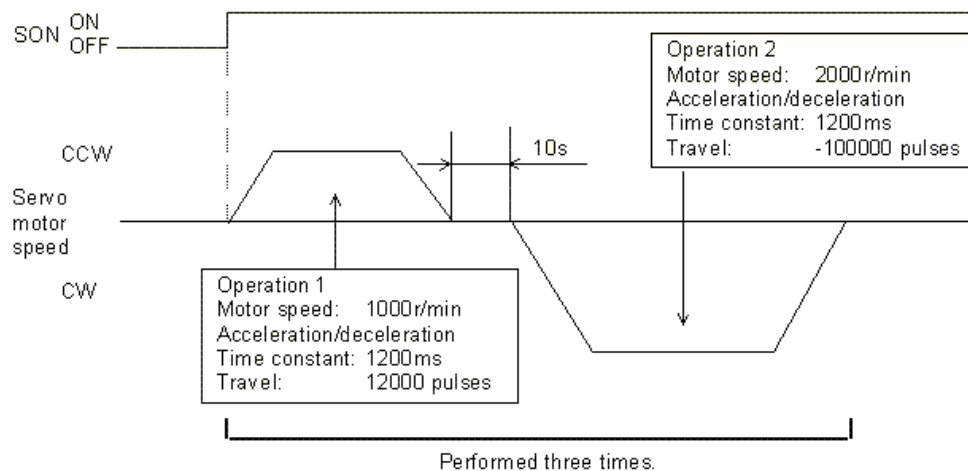 SON ON
OFF
Operation 2
Motor speed: 2000r/min
Acceleration/deceleration
Time constant: 1200ms
Travel: -100000 pulses
CCW
10s
Servo
motor
speed
CW
Operation 1
Motor speed: 1000r/min
Acceleration/deceleration
Time constant: 1200ms
Travel: 12000 pulses
Performed three times.